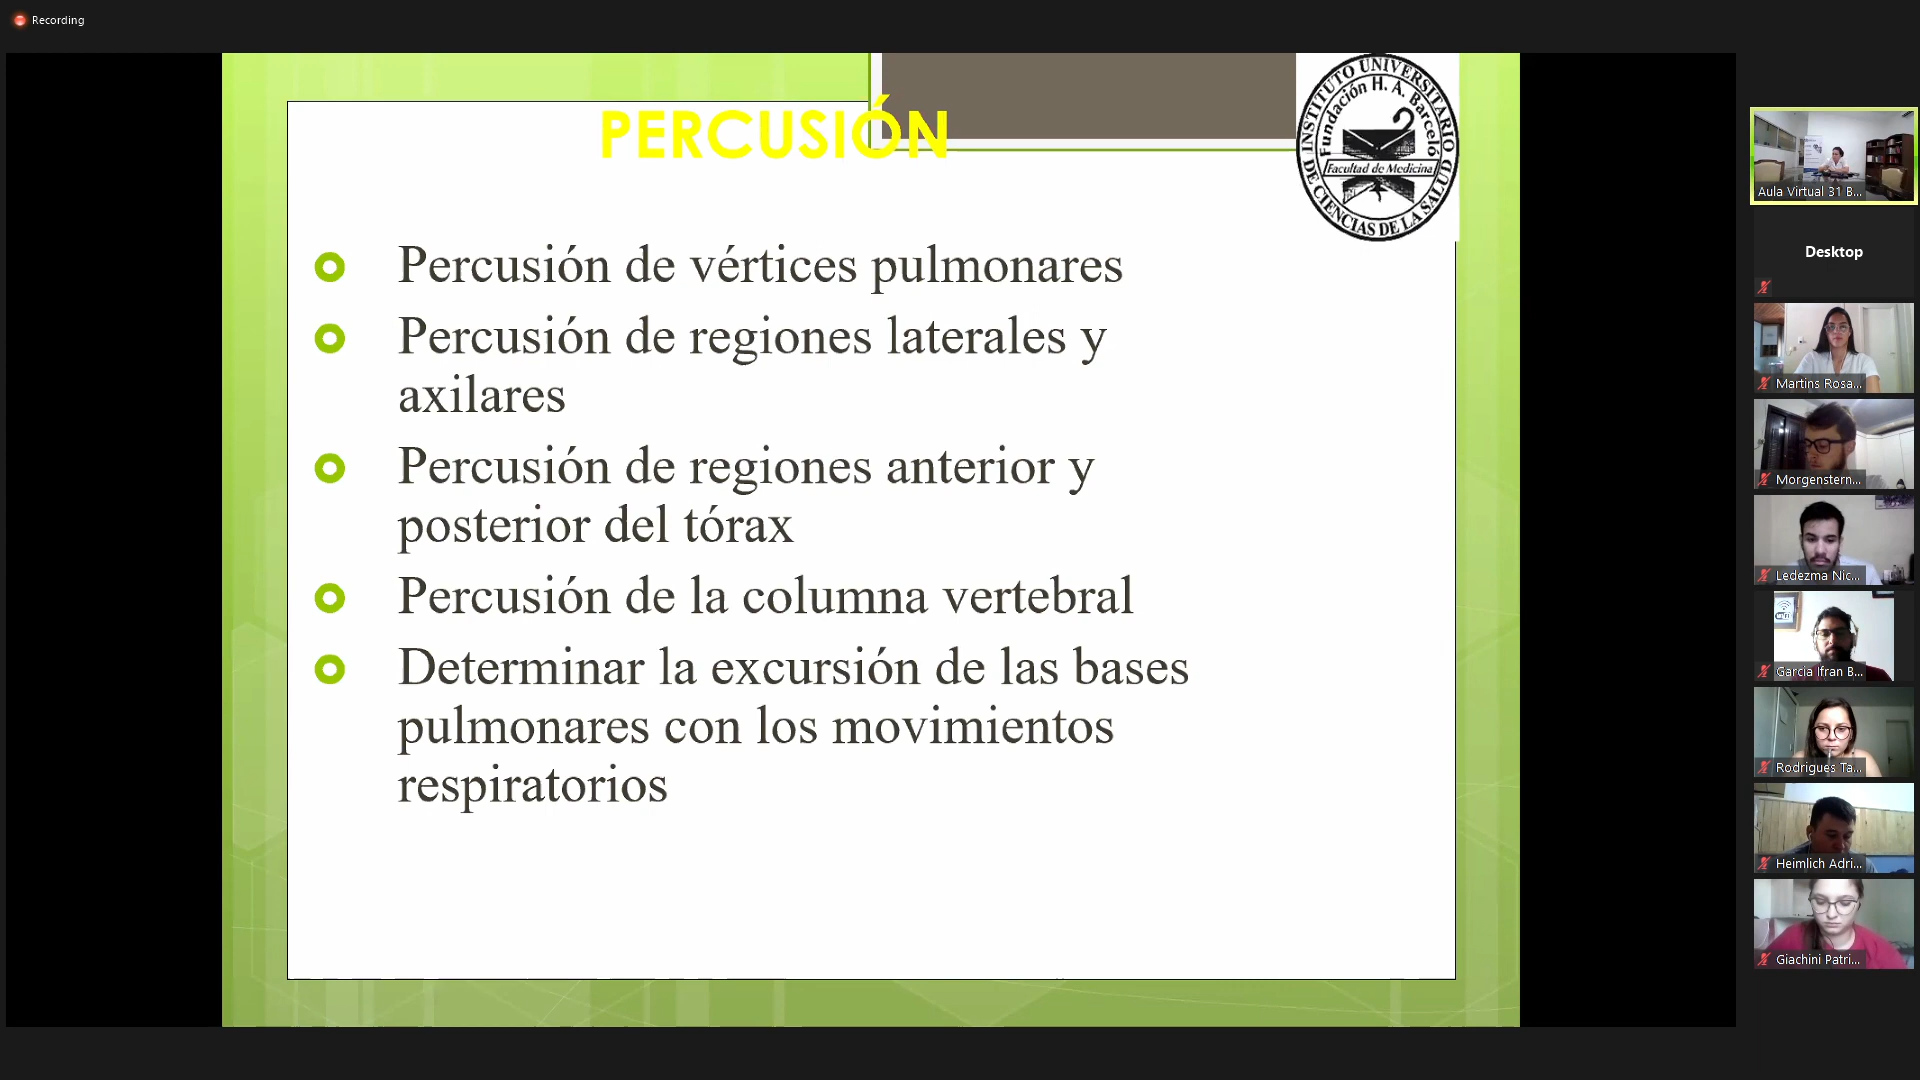 Recording
PERCUSIÓN
INSTITUTO UNIVERSITARIO
DE CIENCIAS DE LA SALUD
Fundación H. A. Barceló
Facultad de Medicina
Percusión de vértices pulmonares
Percusión de regiones laterales y
axilares
Percusión de regiones anterior y
posterior del tórax
Percusión de la columna vertebral
Determinar la excursión de las bases
pulmonares con los movimientos
respiratorios
Aula Virtual 31 B...
Desktop
Martins Rosa...
Morgenstern...
Ledezma Nic...
Garcia Ifran B...
Rodrigues Ta...
Heimlich Adri...
Giachini Patri...